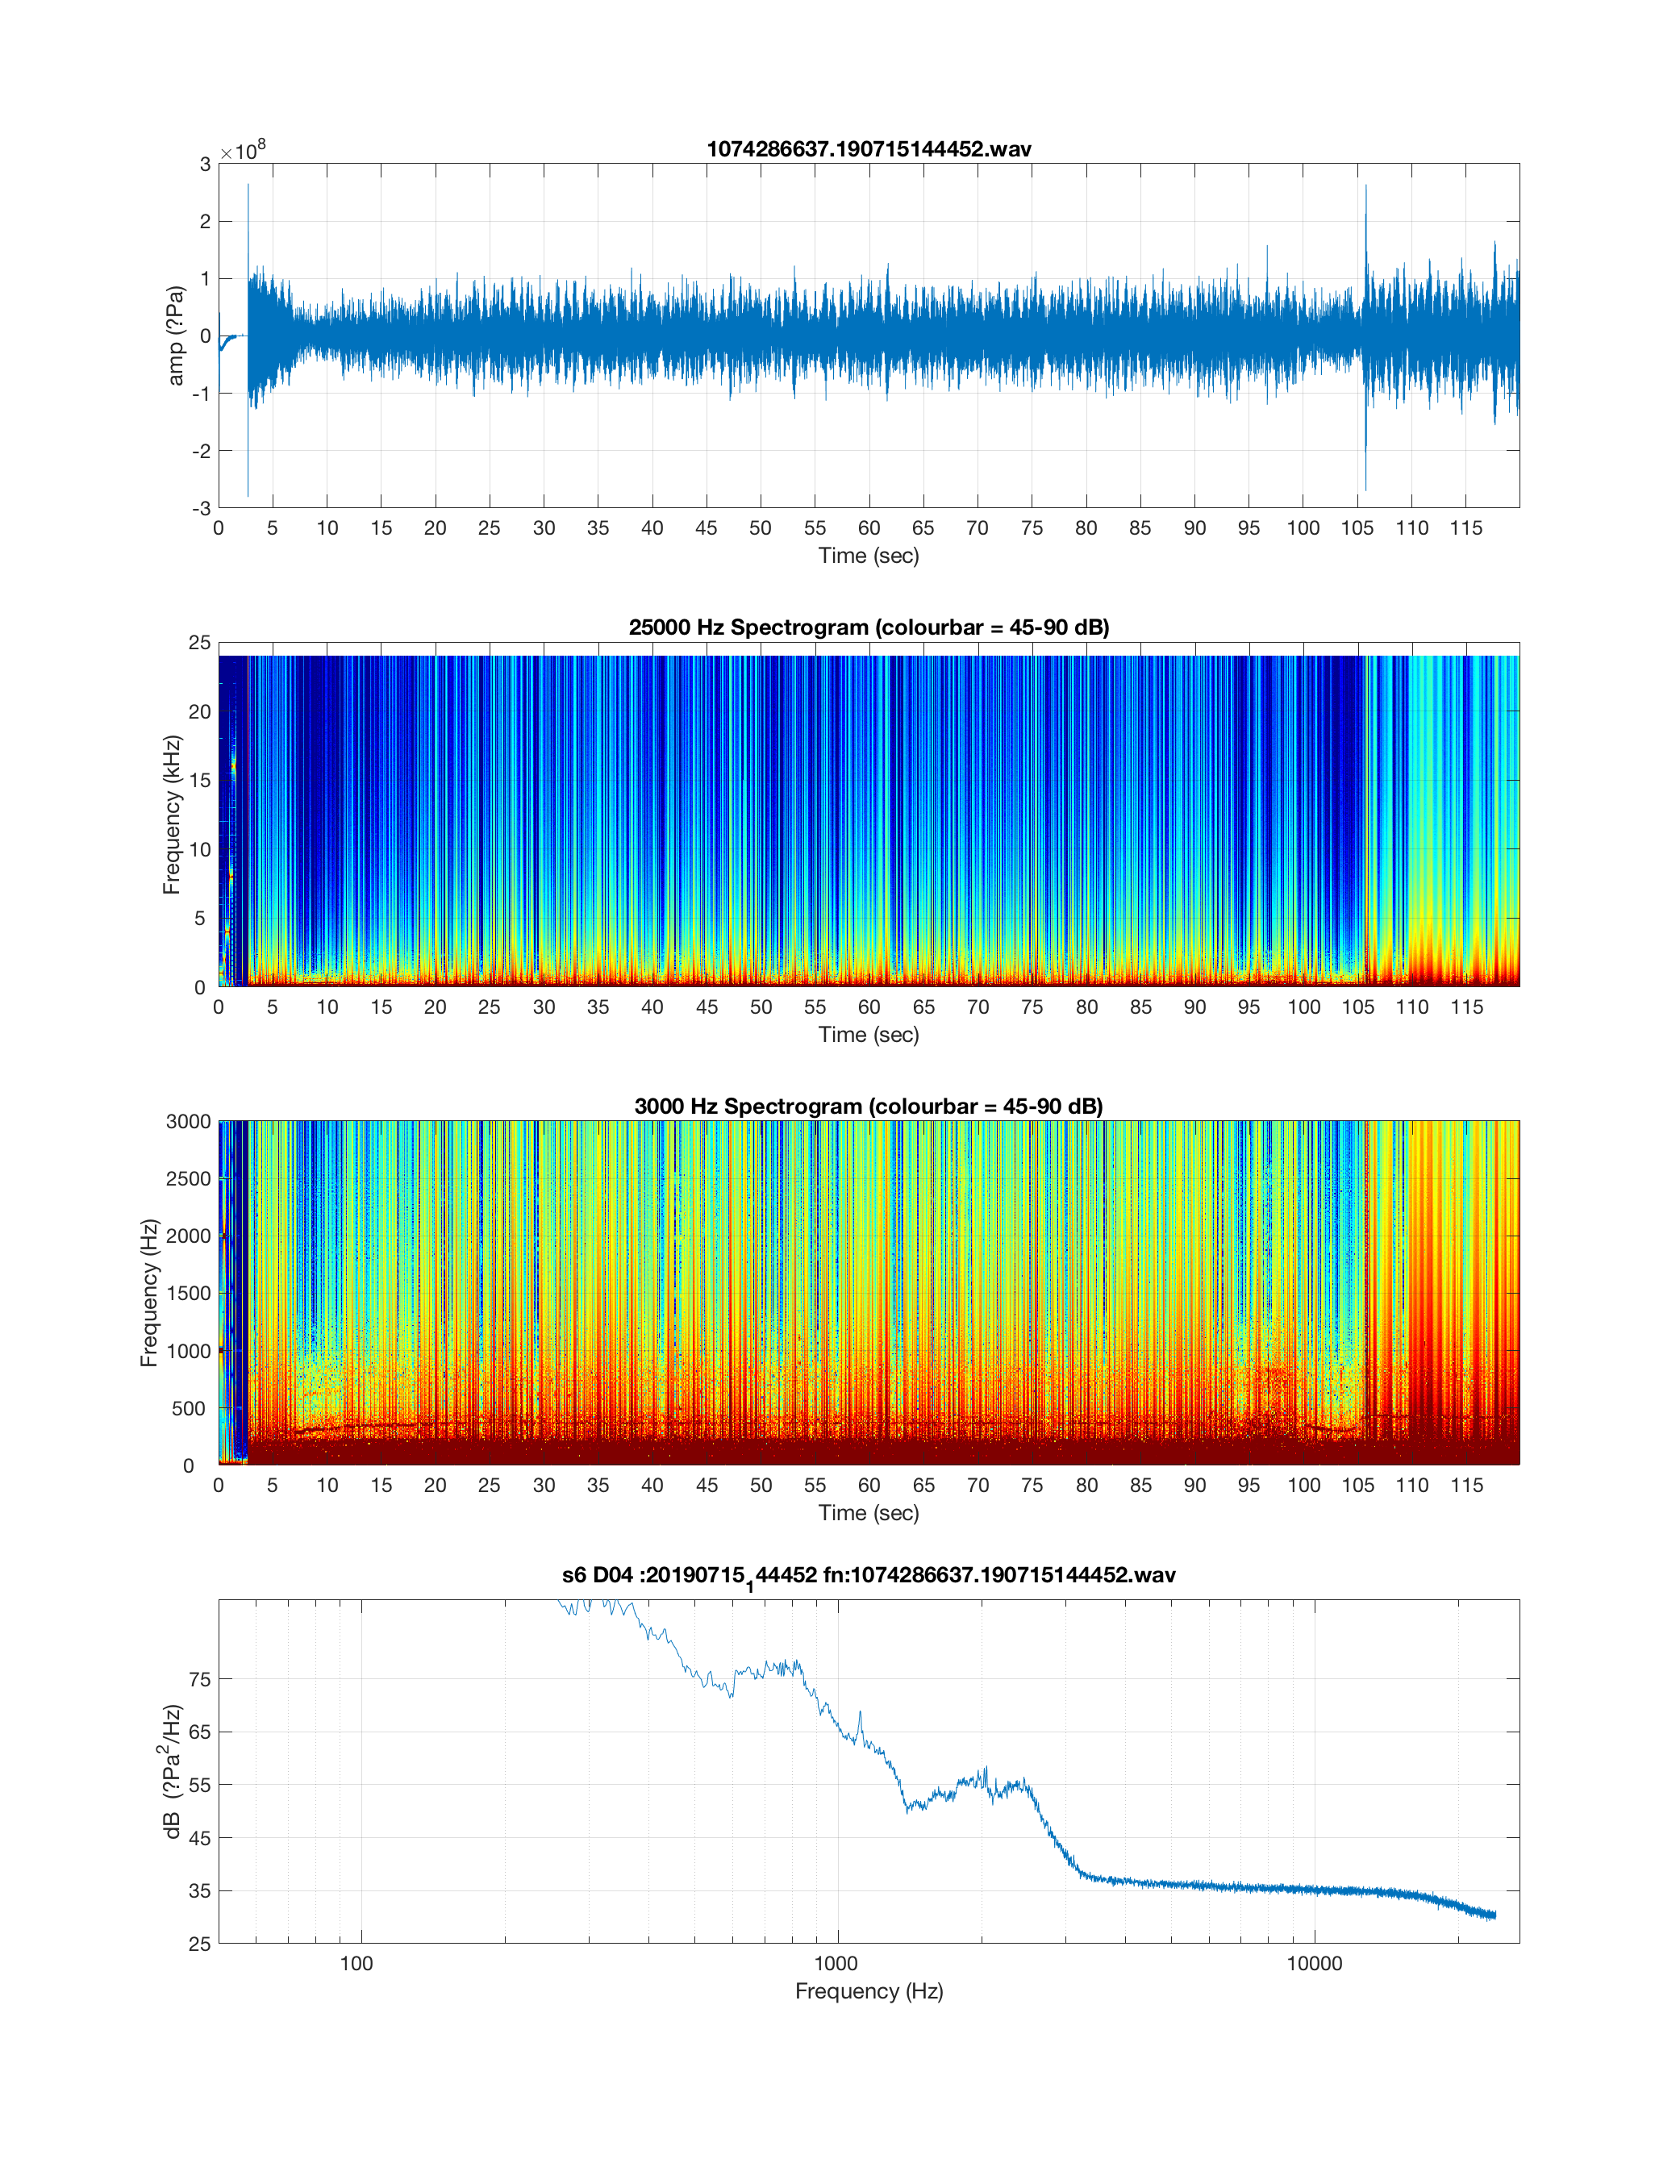 1074286637.190715144452.wav
×10⁸
3
2
1
0
-1
-2
-3
amp (?Pa)
0 5 10 15 20 25 30 35 40 45 50 55 60 65 70 75 80 85 90 95 100 105 110 115
Time (sec)
25000 Hz Spectrogram (colourbar = 45-90 dB)
25
20
15
10
5
0
Frequency (kHz)
0 5 10 15 20 25 30 35 40 45 50 55 60 65 70 75 80 85 90 95 100 105 110 115
Time (sec)
3000 Hz Spectrogram (colourbar = 45-90 dB)
3000
2500
2000
1500
1000
500
0
Frequency (Hz)
0 5 10 15 20 25 30 35 40 45 50 55 60 65 70 75 80 85 90 95 100 105 110 115
Time (sec)
s6 D04 :20190715₁44452 fn:1074286637.190715144452.wav
75
65
55
45
35
25
dB (?Pa²/Hz)
100 1000 10000
Frequency (Hz)